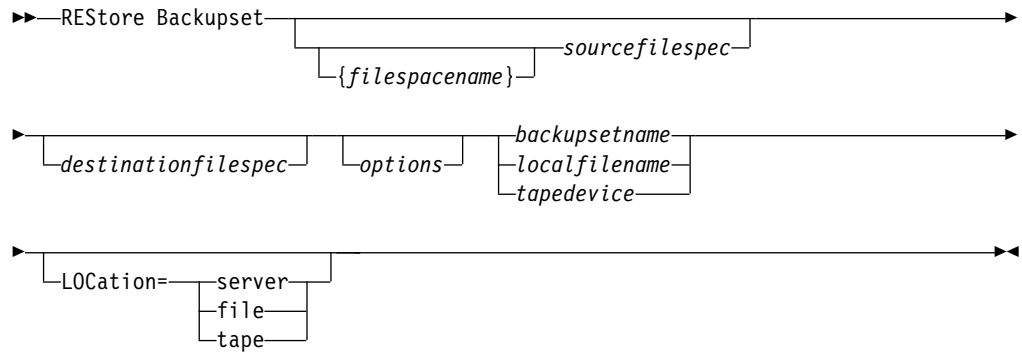 REStore Backupset
sourcefilespec
{filespacename}
backupsetname
destinationfilespec options localfilename
tapedevice
LOCation= server
file
tape